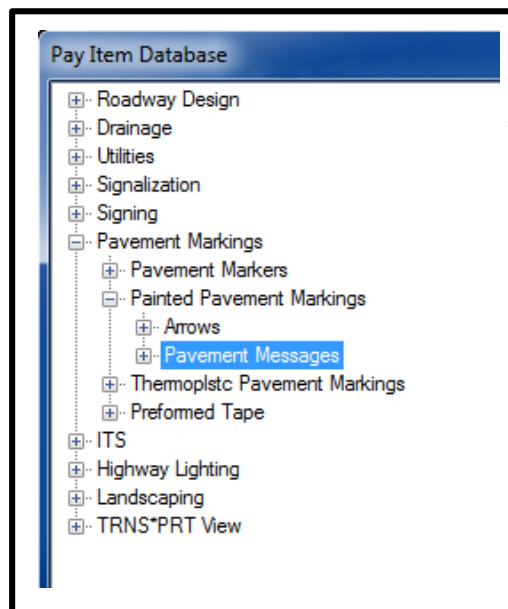 Pay Item Database
Roadway Design
Drainage
Utilities
Signalization
Signing
Pavement Markings
Pavement Markers
Painted Pavement Markings
Arrows
Pavement Messages
Thermoplstc Pavement Markings
Preformed Tape
ITS
Highway Lighting
Landscaping
TRNS*PRT View